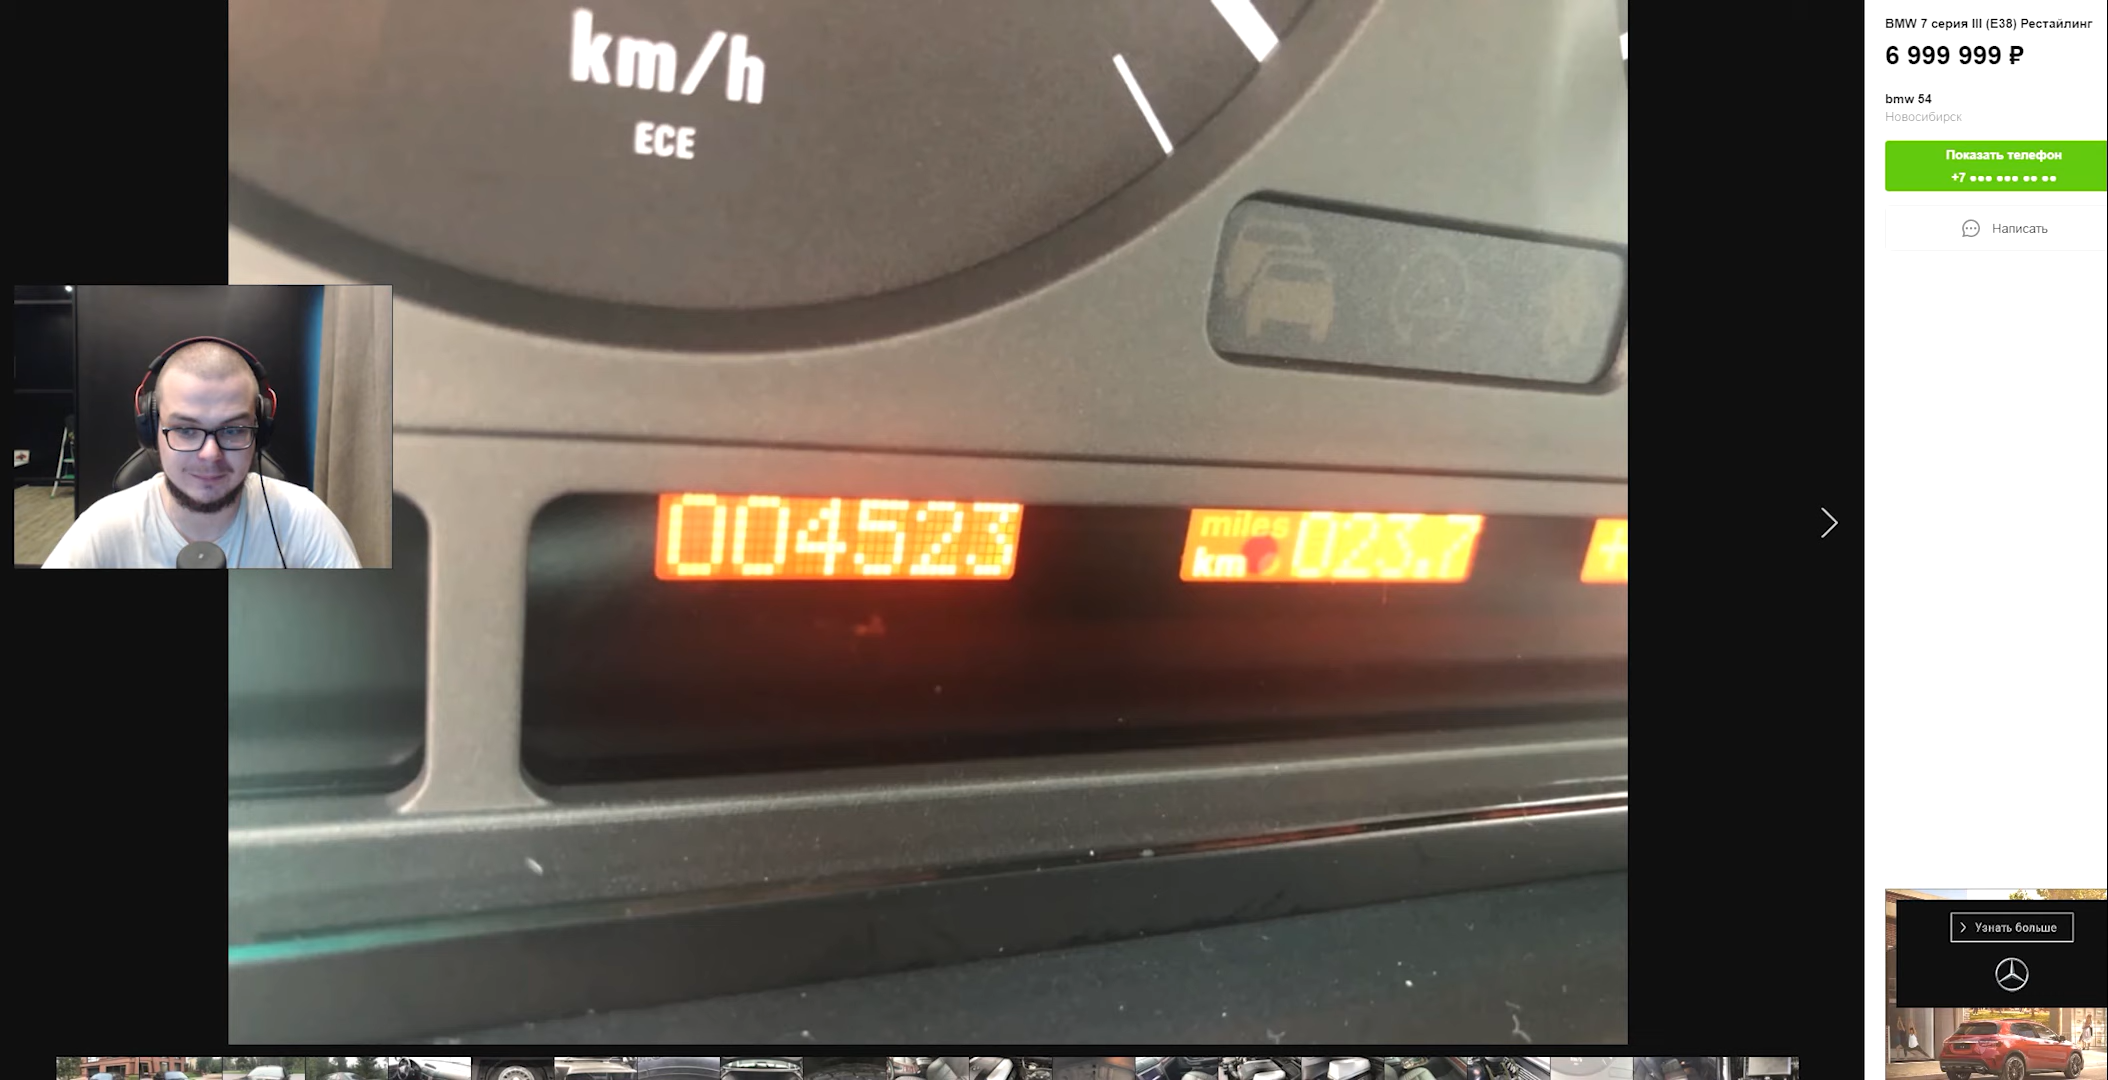 km/h
ECE
004523
miles
km
023.7
+
BMW 7 серия III (E38) Рестайлинг
6 999 999 ₽
bmw 54
Новосибирск
Показать телефон
+7 ●●● ●●● ●● ●●
Написать
Узнать больше